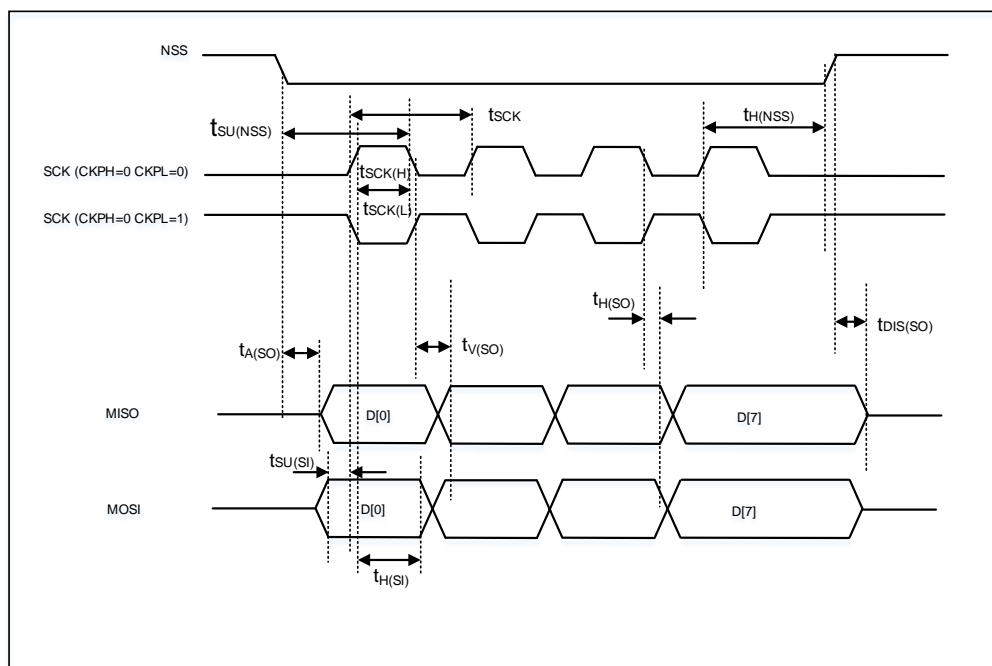 NSS
tSCK
tH(NSS)
tSU(NSS)
SCK (CKPH=0 CKPL=0)
tSCK(H)
tSCK(L)
SCK (CKPH=0 CKPL=1)
tH(SO)
tDIS(SO)
tV(SO)
tA(SO)
MISO
D[0]
D[7]
tSU(SI)
MOSI
D[0]
D[7]
tH(SI)